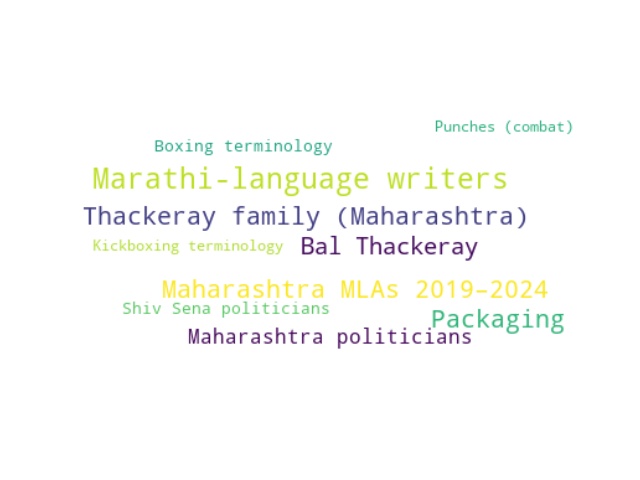 Punches (combat)
Boxing terminology
Marathi-language writers
Thackeray family (Maharashtra)
Kickboxing terminology
Bal Thackeray
Maharashtra MLAs 2019–2024
Shiv Sena politicians
Packaging
Maharashtra politicians